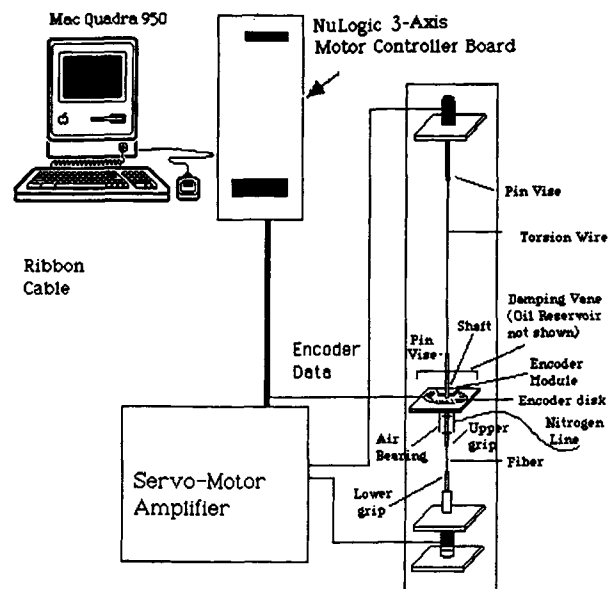 Mac Quadra 950
NuLogic 3-Axis
Motor Controller Board
Pin Vise
Torsion Wire
Ribbon
Cable
Damping Vane
(Oil Reservoir
not shown)
Shaft
Pin
Vise
Encoder
Data
Encoder
Module
Encoder disk
Air
Bearing
Upper
grip
Nitrogen
Line
Fiber
Lower
grip
Servo-Motor
Amplifier